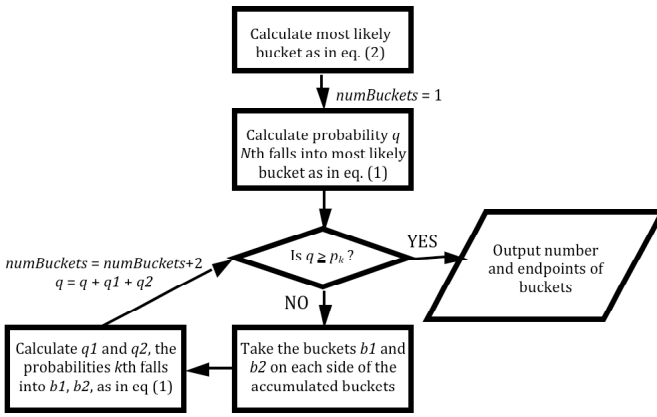 Calculate most likely
bucket as in eq. (2)
numBuckets = 1
Calculate probability q
Nth falls into most likely
bucket as in eq. (1)
Is q ≧ pk ?
YES
Output number
and endpoints of
buckets
NO
Take the buckets b1 and
b2 on each side of the
accumulated buckets
Calculate q1 and q2, the
probabilities kth falls
into b1, b2, as in eq (1)
numBuckets = numBuckets+2
q = q + q1 + q2